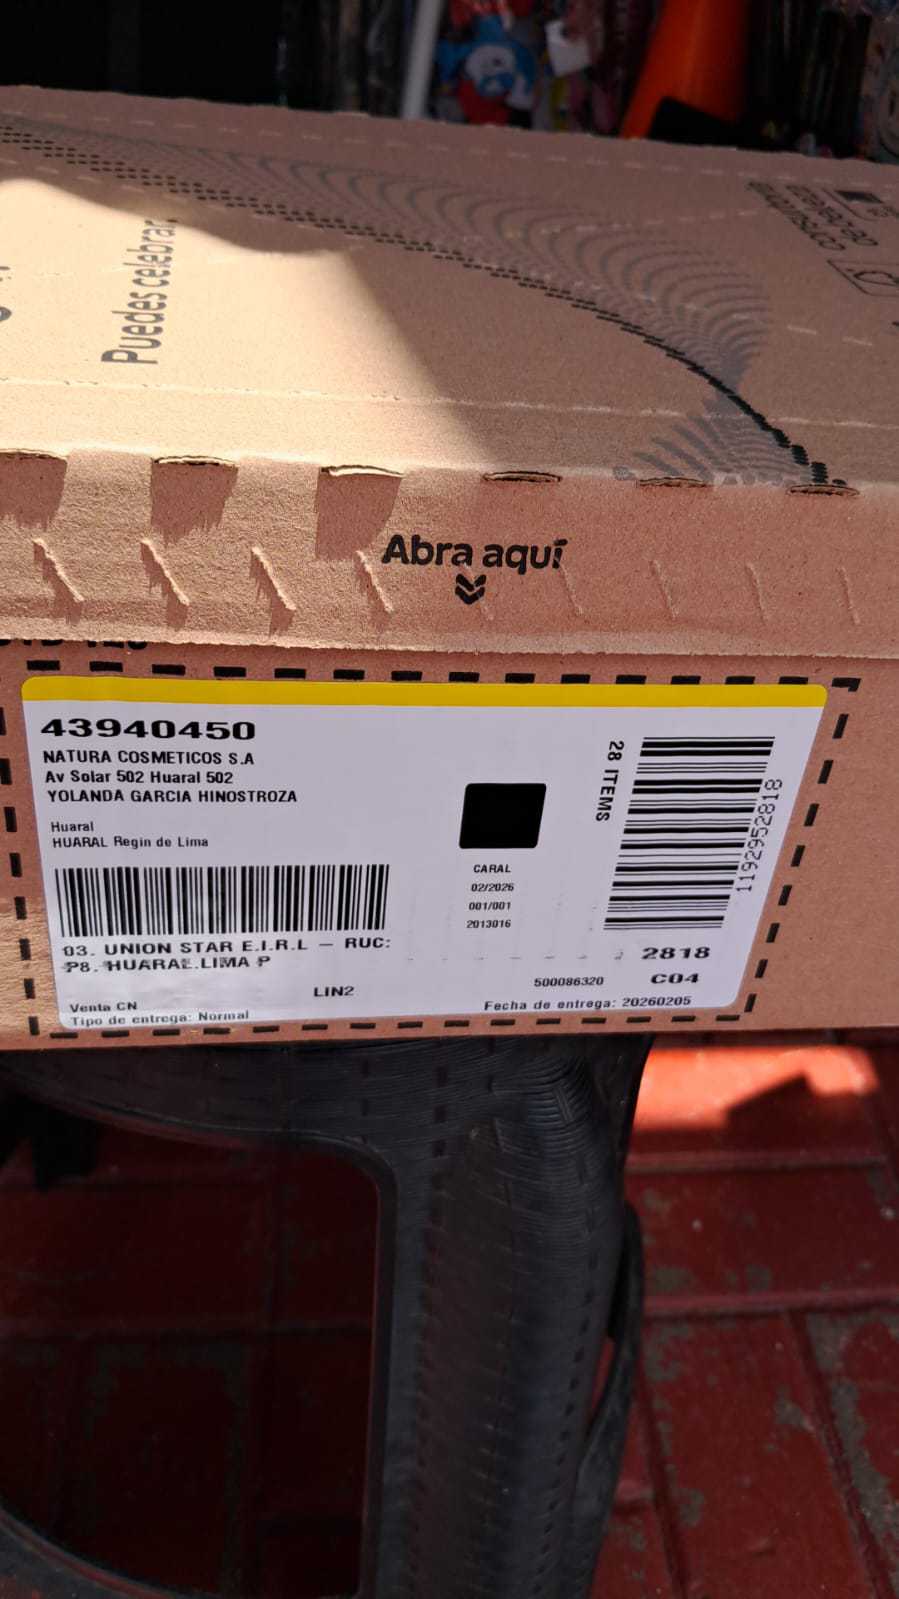 Puedes celebrar
Abra aquí
43940450
NATURA COSMETICOS S.A
Av Solar 502 Huaral 502
YOLANDA GARCIA HINOSTROZA
Huaral
HUARAL Regin de Lima
28 ITEMS
1192952818
CARAL
02/2026
001/001
2013016
03. UNION STAR E.I.R.L – RUC:
P8. HUARAL.LIMA P
2818
LIN2
500086320
C04
Venta CN
Fecha de entrega: 20260205
Tipo de entrega: Normal